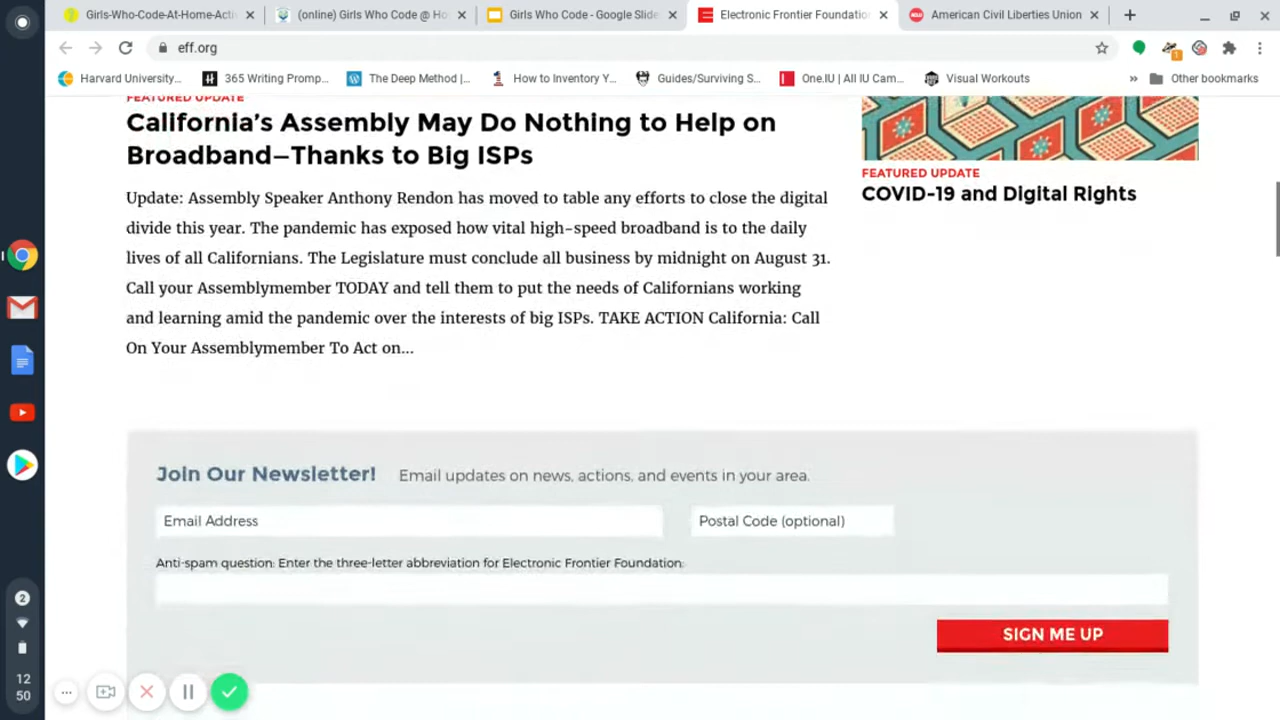 Girls-Who-Code-At-Home-Acti
(online) Girls Who Code @ Ho
Girls Who Code - Google Slide
Electronic Frontier Foundation
American Civil Liberties Union
eff.org
1
Harvard University...
365 Writing Promp...
The Deep Method |...
How to Inventory Y...
Guides/Surviving S...
One.IU | All IU Cam...
Visual Workouts
»
Other bookmarks
FEATURED UPDATE
California's Assembly May Do Nothing to Help on
Broadband—Thanks to Big ISPs
Update: Assembly Speaker Anthony Rendon has moved to table any efforts to close the digital
divide this year. The pandemic has exposed how vital high-speed broadband is to the daily
lives of all Californians. The Legislature must conclude all business by midnight on August 31.
Call your Assemblymember TODAY and tell them to put the needs of Californians working
and learning amid the pandemic over the interests of big ISPs. TAKE ACTION California: Call
On Your Assemblymember To Act on...
FEATURED UPDATE
COVID-19 and Digital Rights
Join Our Newsletter! Email updates on news, actions, and events in your area.
Email Address
Postal Code (optional)
Anti-spam question: Enter the three-letter abbreviation for Electronic Frontier Foundation:
SIGN ME UP
2
12
50